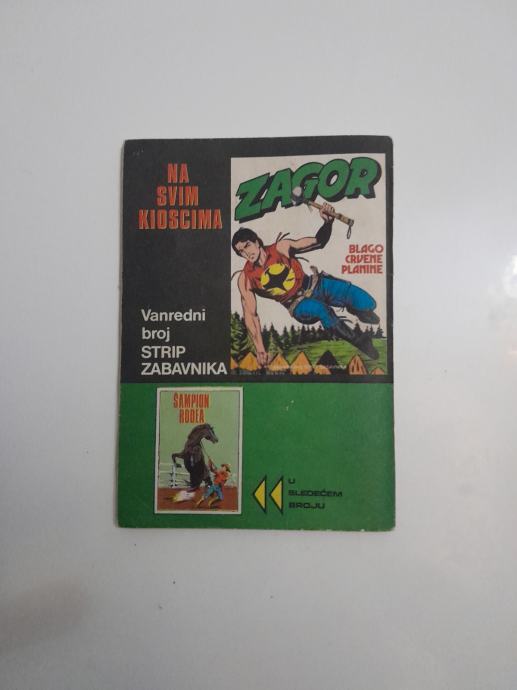 NA
SVIM
KIOSCIMA
ZAGOR
BLAGO
CRVENE
PLANINE
Vanredni
broj
STRIP
ZABAVNIKA
ŠAMPION
RODEA
U
SLEDEĆEM
BROJU